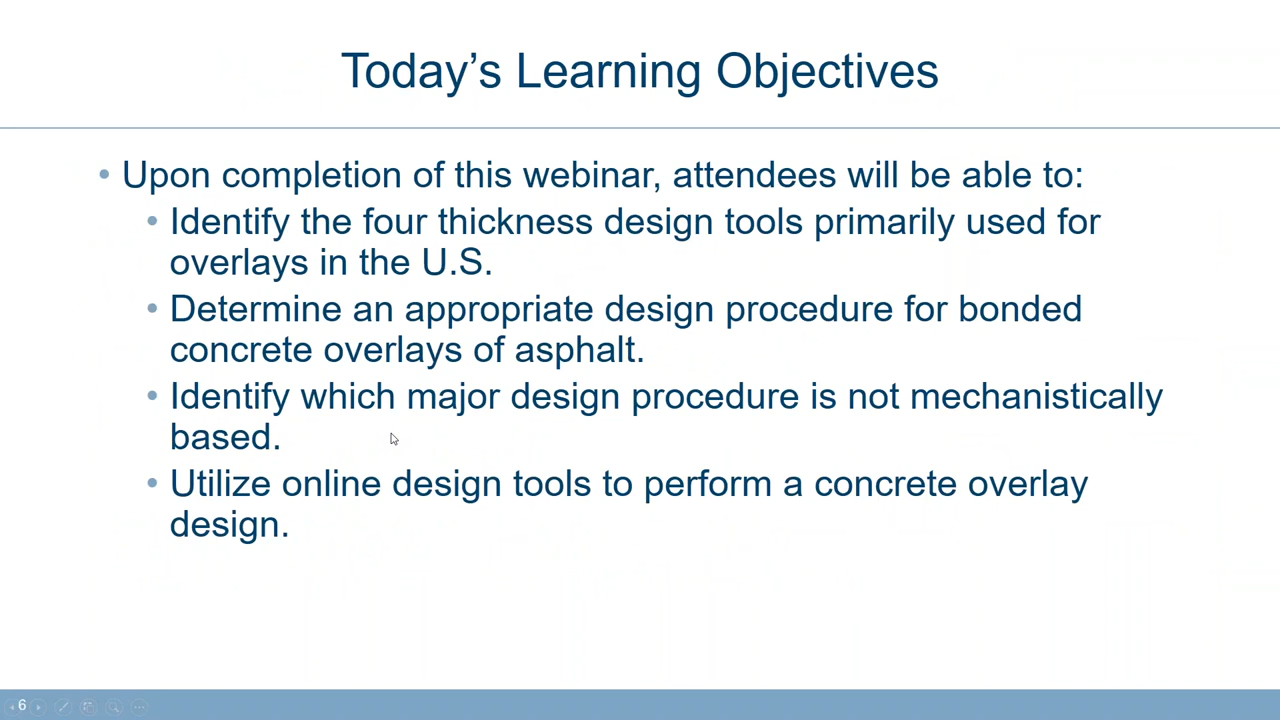 Today’s Learning Objectives
• Upon completion of this webinar, attendees will be able to:
• Identify the four thickness design tools primarily used for
overlays in the U.S.
• Determine an appropriate design procedure for bonded
concrete overlays of asphalt.
• Identify which major design procedure is not mechanistically
based.
• Utilize online design tools to perform a concrete overlay
design.
6